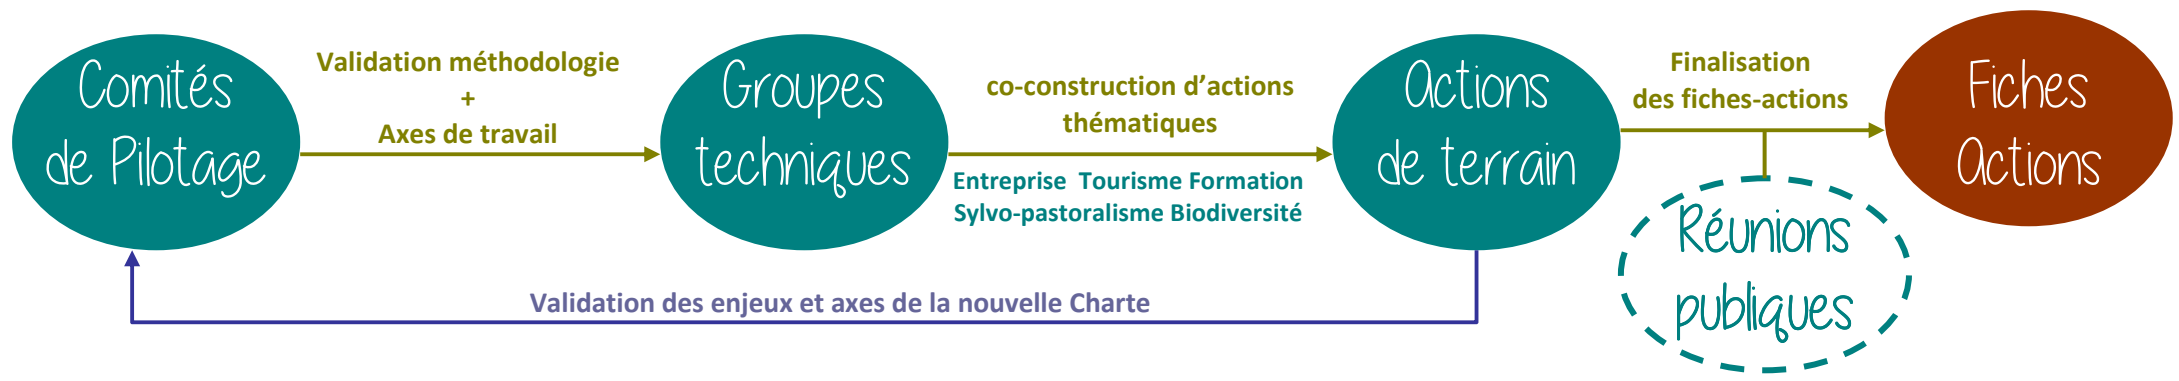 Comités
de Pilotage
Validation méthodologie
+
Axes de travail
Groupes
techniques
co-construction d’actions
thématiques
Entreprise Tourisme Formation
Sylvo-pastoralisme Biodiversité
Actions
de terrain
Finalisation
des fiches-actions
Fiches
Actions
Réunions
publiques
Validation des enjeux et axes de la nouvelle Charte